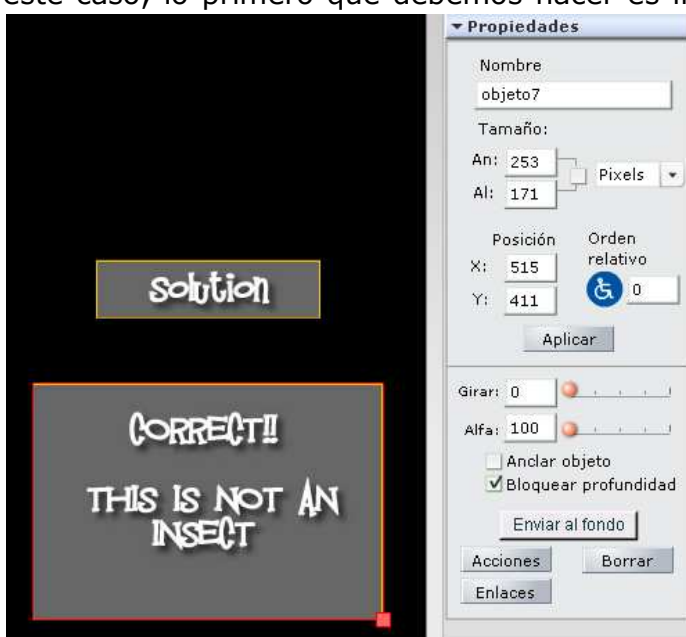 este caso, lo primero que debemos hacer es
Propiedades
Nombre
objeto7
Tamaño:
An: 253
Pixels
Al: 171
Posición
Orden relativo
X: 515
0
Y: 411
Aplicar
Girar: 0
Alfa: 100
Anclar objeto
Bloquear profundidad
Enviar al fondo
Acciones
Borrar
Enlaces
solution
CORRECT!!
THIS IS NOT AN
INSECT